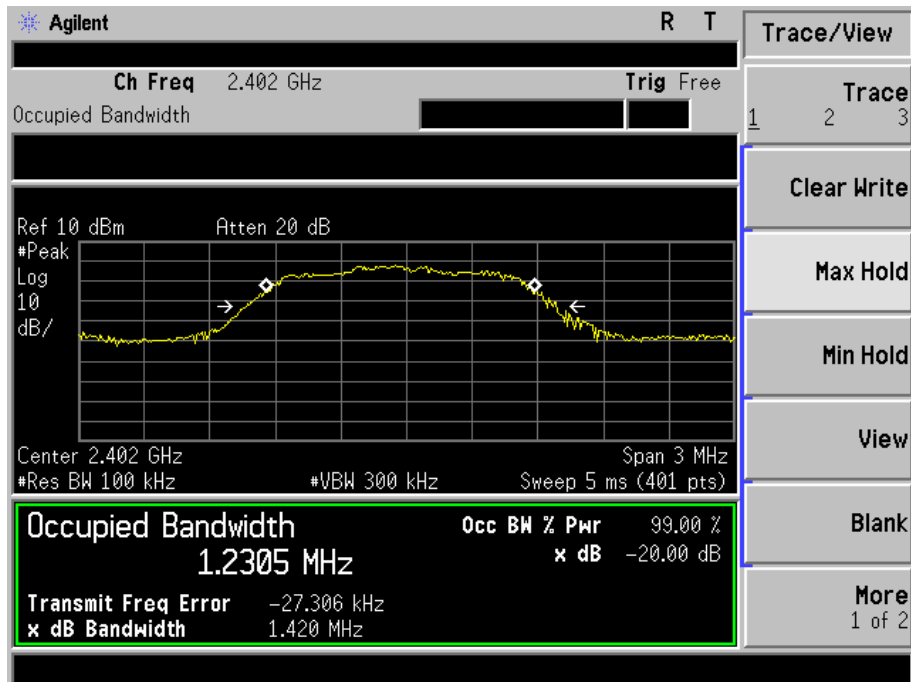 Agilent R T
Trace/View
Ch Freq 2.402 GHz Trig Free
Occupied Bandwidth
Trace
1 2 3
Clear Write
Max Hold
Min Hold
View
Blank
More
1 of 2
Ref 10 dBm Atten 20 dB
#Peak
Log
10
dB/
Center 2.402 GHz Span 3 MHz
#Res BW 100 kHz #VBW 300 kHz Sweep 5 ms (401 pts)
Occupied Bandwidth Occ BW % Pwr 99.00 %
1.2305 MHz x dB -20.00 dB
Transmit Freq Error -27.306 kHz
x dB Bandwidth 1.420 MHz